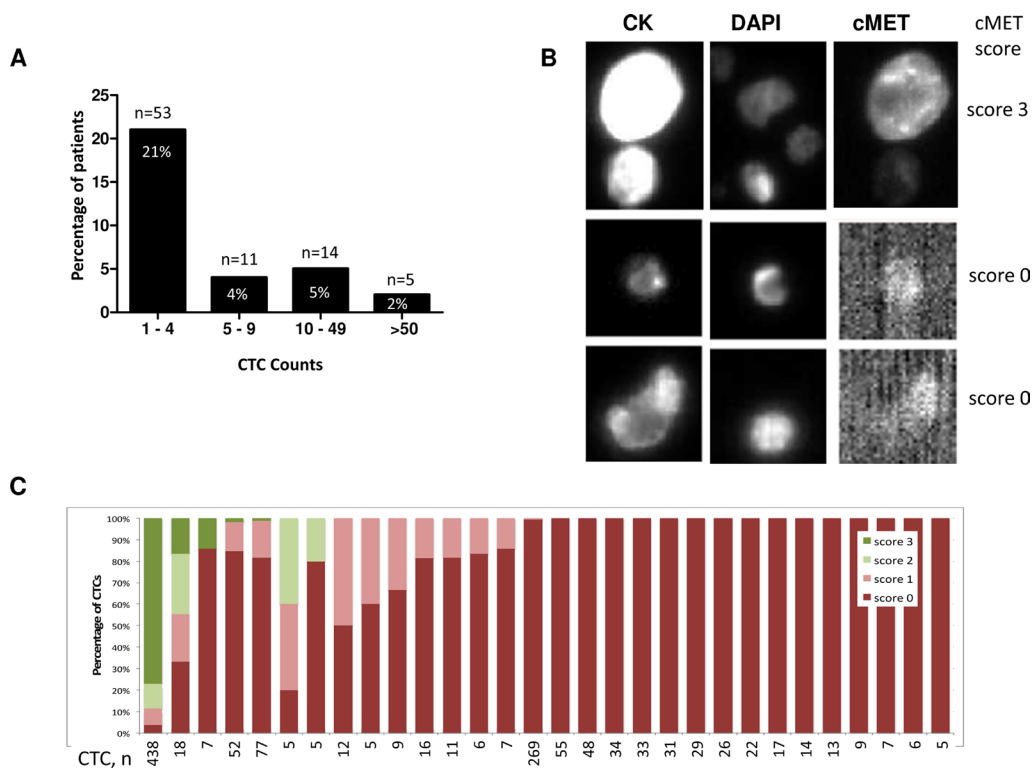 A
Percentage of patients
25
20
15
10
5
0
n=53
21%
n=11
4%
n=14
5%
n=5
2%
1 - 4
5 - 9
10 - 49
>50
CTC Counts
B
CK
DAPI
cMET
cMET
score
score 3
score 0
score 0
C
Percentage of CTCs
100%
90%
80%
70%
60%
50%
40%
30%
20%
10%
0%
score 3
score 2
score 1
score 0
CTC, n
438 18 7 52 77 5 5 12 5 9 16 11 6 7 269 55 48 34 33 31 29 26 22 17 14 13 9 7 6 5